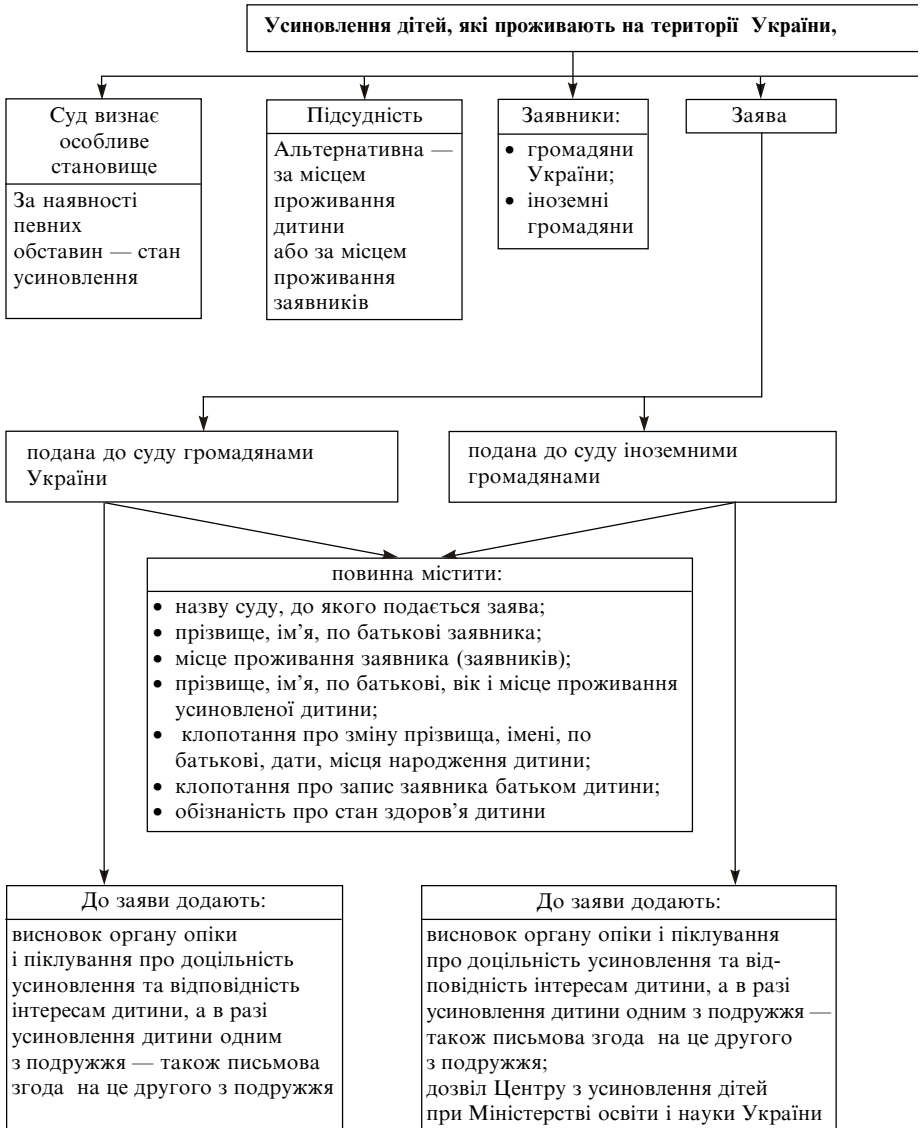 Усиновлення дітей, які проживають на території України,
Суд визнає
особливе
становище
За наявності
певних
обставин — стан
усиновлення
Підсудність
Альтернативна —
за місцем
проживання
дитини
або за місцем
проживання
заявників
Заявники:
• громадяни
України;
• іноземні
громадяни
Заява
подана до суду громадянами
України
подана до суду іноземними
громадянами
повинна містити:
• назву суду, до якого подається заява;
• прізвище, ім’я, по батькові заявника;
• місце проживання заявника (заявників);
• прізвище, ім’я, по батькові, вік і місце проживання
усиновленої дитини;
• клопотання про зміну прізвища, імені, по
батькові, дати, місця народження дитини;
• клопотання про запис заявника батьком дитини;
• обізнаність про стан здоров’я дитини
До заяви додають:
висновок органу опіки
і піклування про доцільність
усиновлення та відповідність
інтересам дитини, а в разі
усиновлення дитини одним
з подружжя — також письмова
згода на це другого з подружжя
До заяви додають:
висновок органу опіки і піклування
про доцільність усиновлення та від-
повідність інтересам дитини, а в разі
усиновлення дитини одним з подружжя —
також письмова згода на це другого
з подружжя;
дозвіл Центру з усиновлення дітей
при Міністерстві освіти і науки України